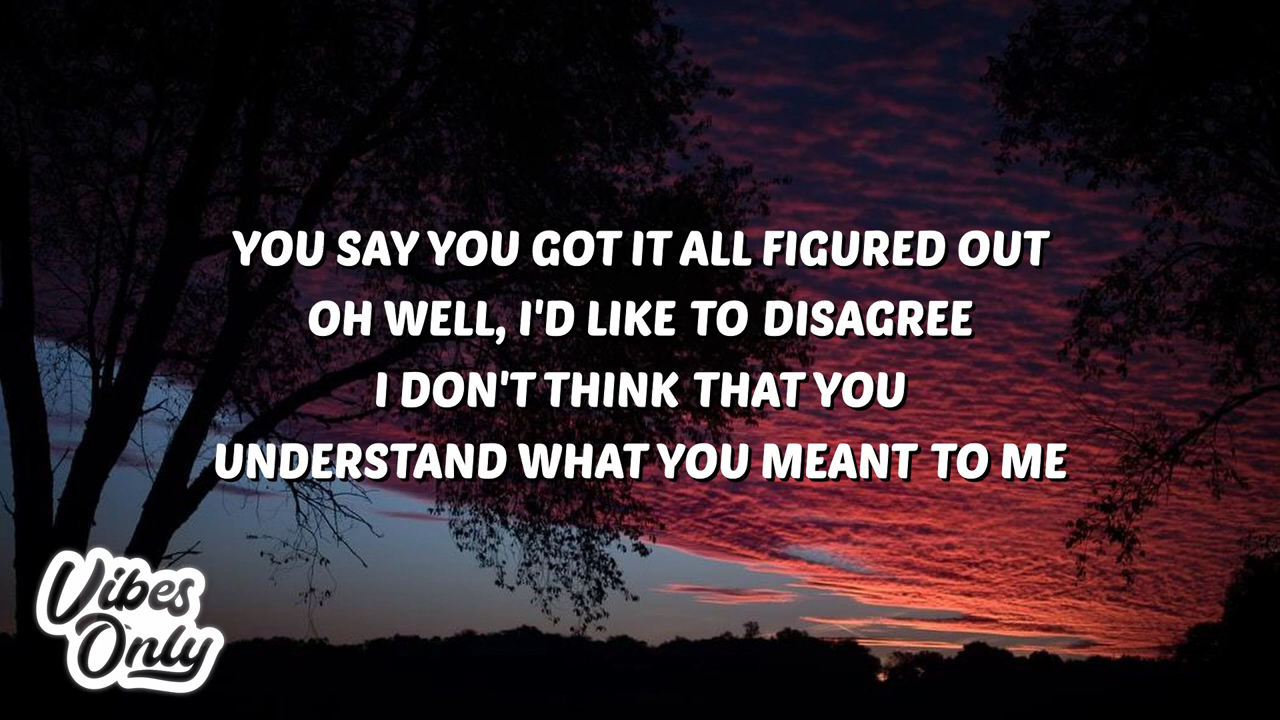 YOU SAY YOU GOT IT ALL FIGURED OUT
OH WELL, I'D LIKE TO DISAGREE
I DON'T THINK THAT YOU
UNDERSTAND WHAT YOU MEANT TO ME
Vibes
Only